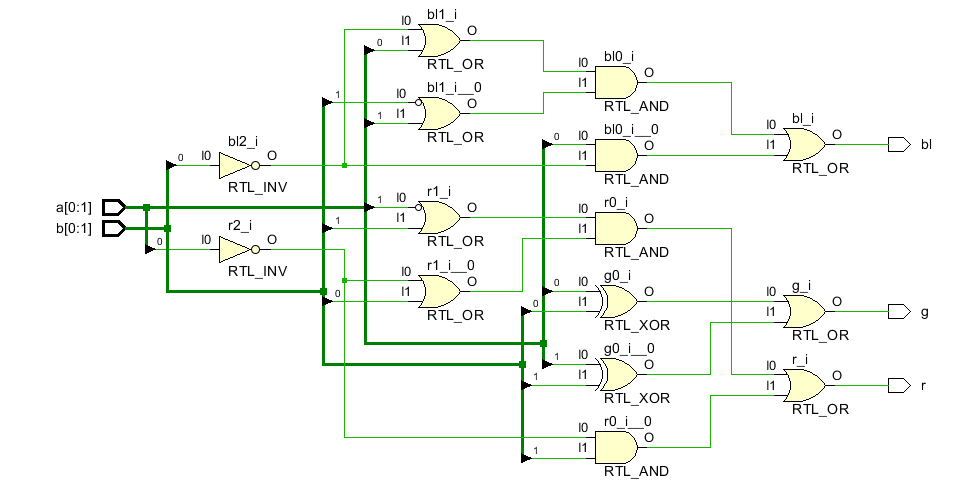 bl1_i
I0
0 I1 O
RTL_OR
bl0_i
I0
I1 O
RTL_AND
bl1_i__0
1 I0
1 I1 O
RTL_OR
bl_i
I0
I1 O
RTL_OR
bl
bl0_i__0
0 I0
I1 O
RTL_AND
bl2_i
0 I0 O
RTL_INV
a[0:1]
b[0:1]
r1_i
0 I0
1 I1 O
RTL_OR
r0_i
I0
I1 O
RTL_AND
r2_i
0 I0 O
RTL_INV
r1_i__0
I0
0 I1 O
RTL_OR
g0_i
0 I0
0 I1 O
RTL_XOR
g_i
I0
I1 O
RTL_OR
g
g0_i__0
1 I0
1 I1 O
RTL_XOR
r_i
I0
I1 O
RTL_OR
r
r0_i__0
I0
1 I1 O
RTL_AND